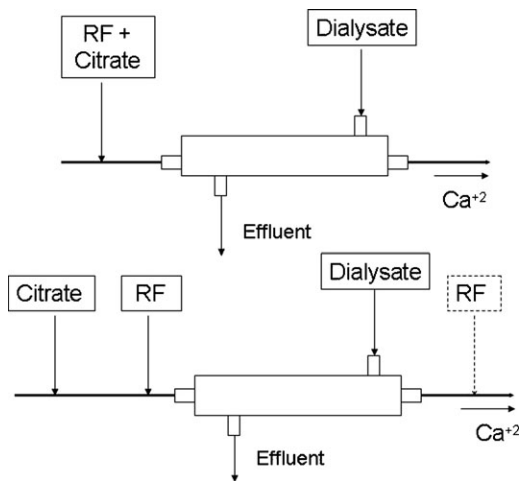 RF +
Citrate
Dialysate
Ca+2
Effluent
Citrate
RF
Dialysate
RF
Ca+2
Effluent